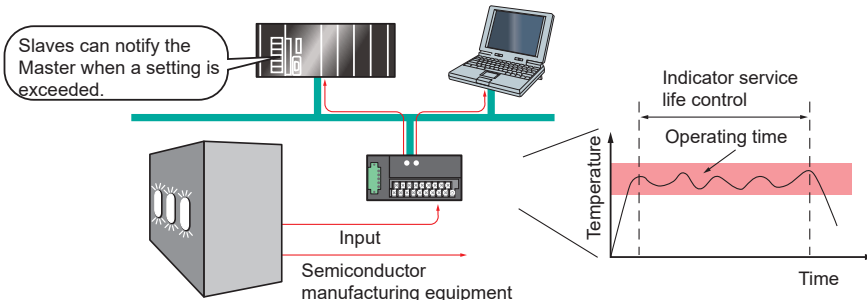 Slaves can notify the
Master when a setting is
exceeded.
Indicator service
life control
Operating time
Temperature
Time
Input
Semiconductor
manufacturing equipment